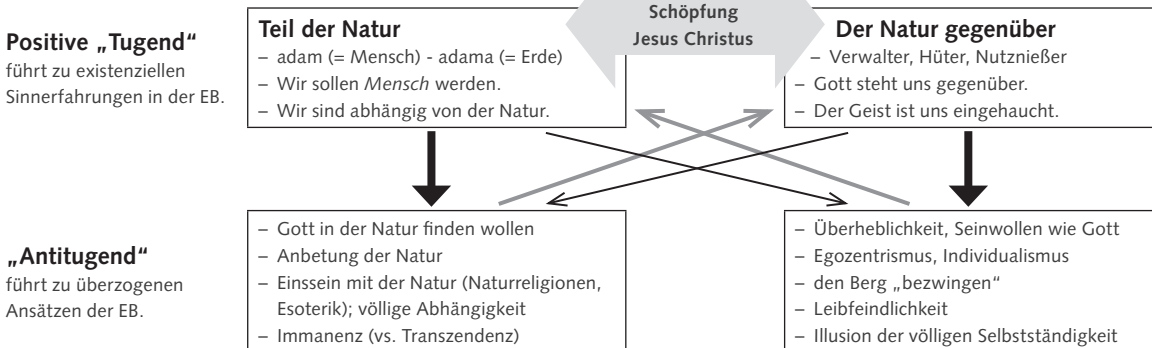 Schöpfung
Jesus Christus
Positive „Tugend“
führt zu existenziellen
Sinnerfahrungen in der EB.
Teil der Natur
– adam (= Mensch) - adama (= Erde)
– Wir sollen Mensch werden.
– Wir sind abhängig von der Natur.
Der Natur gegenüber
– Verwalter, Hüter, Nutznießer
– Gott steht uns gegenüber.
– Der Geist ist uns eingehaucht.
„Antitugend“
führt zu überzogenen
Ansätzen der EB.
– Gott in der Natur finden wollen
– Anbetung der Natur
– Einssein mit der Natur (Naturreligionen,
Esoterik); völlige Abhängigkeit
– Immanenz (vs. Transzendenz)
– Überheblichkeit, Seinwollen wie Gott
– Egozentrismus, Individualismus
– den Berg „bezwingen“
– Leibfeindlichkeit
– Illusion der völligen Selbstständigkeit